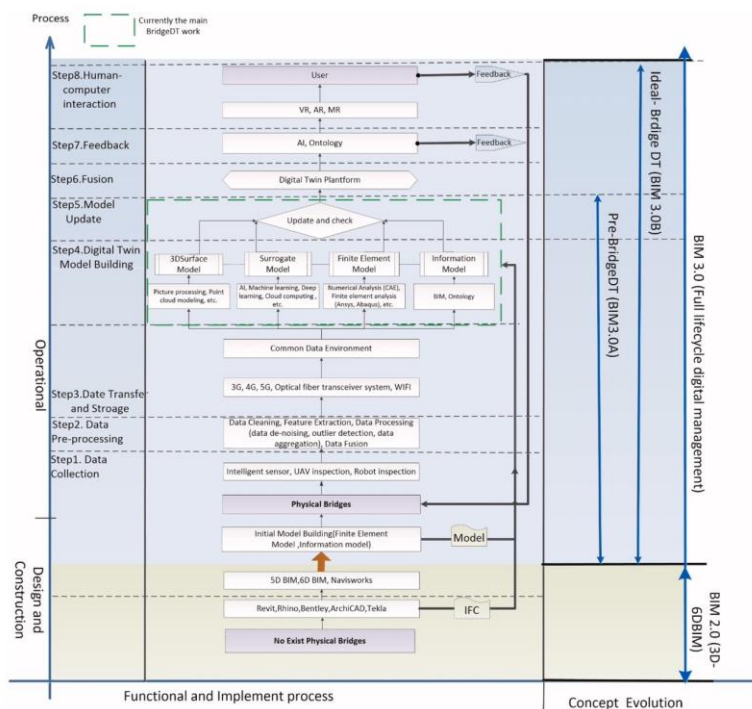 Process
Currently the main
BridgeDT work
Step8.Human-
computer
interaction
User
Feedback
VR, AR, MR
Step7.Feedback
AI, Ontology
Feedback
Step6.Fusion
Digital Twin Plantform
Step5.Model
Update
Update and check
Step4.Digital Twin
Model Building
3DSurface
Model
Surrogate
Model
Finite Element
Model
Information
Model
Picture processing, Point
cloud modeling, etc.
AI, Machine learning, Deep
learning, Cloud computing ,
etc.
Numerical Analysis (CAE),
Finite element analysis
(Ansys, Abaqus), etc.
BIM, Ontology
Common Data Environment
Step3.Date Transfer
and Stroage
3G, 4G, 5G, Optical fiber transceiver system, WIFI
Step2. Data
Pre-processing
Data Cleaning, Feature Extraction, Data Processing
(data de-noising, outlier detection, data
aggregation), Data Fusion
Step1. Data
Collection
Intelligent sensor, UAV inspection, Robot inspection
Physical Bridges
Initial Model Building(Finite Element
Model ,Information model)
Model
5D BIM,6D BIM, Navisworks
Revit,Rhino,Bentley,ArchiCAD,Tekla
IFC
No Exist Physical Bridges
Operational
Design and
Construction
Pre-BridgeDT (BIM3.0A)
Ideal- Brdige DT (BIM 3.0B)
BIM 3.0 (Full lifecycle digital management)
BIM 2.0 (3D-
6DBIM)
Functional and Implement process
Concept Evolution